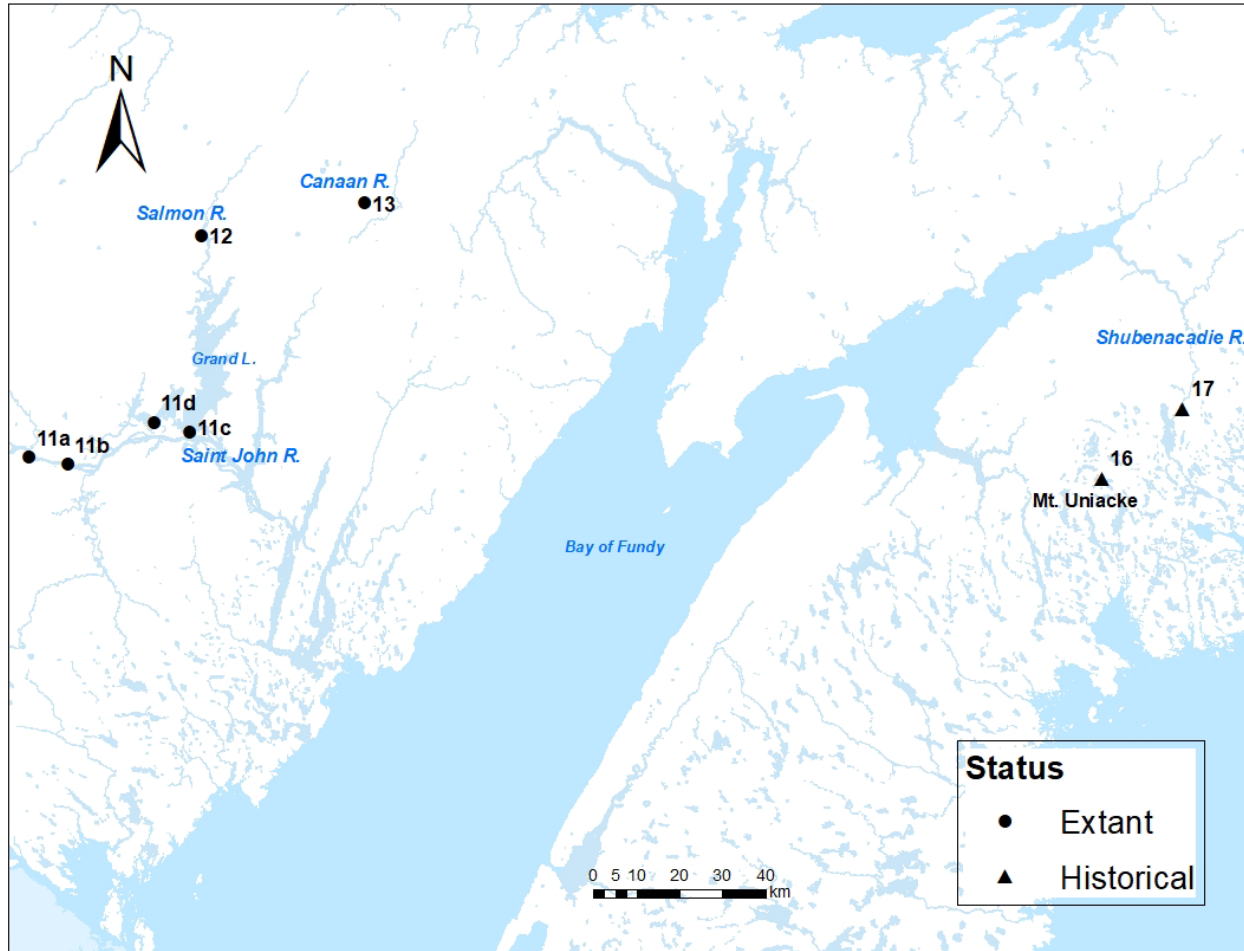 N
Canaan R.
13
Salmon R.
12
Shubenacadie R.
Grand L.
17
11d
11c
11a
11b
Saint John R.
16
Mt. Uniacke
Bay of Fundy
Status
Extant
Historical
0 5 10 20 30 40
km